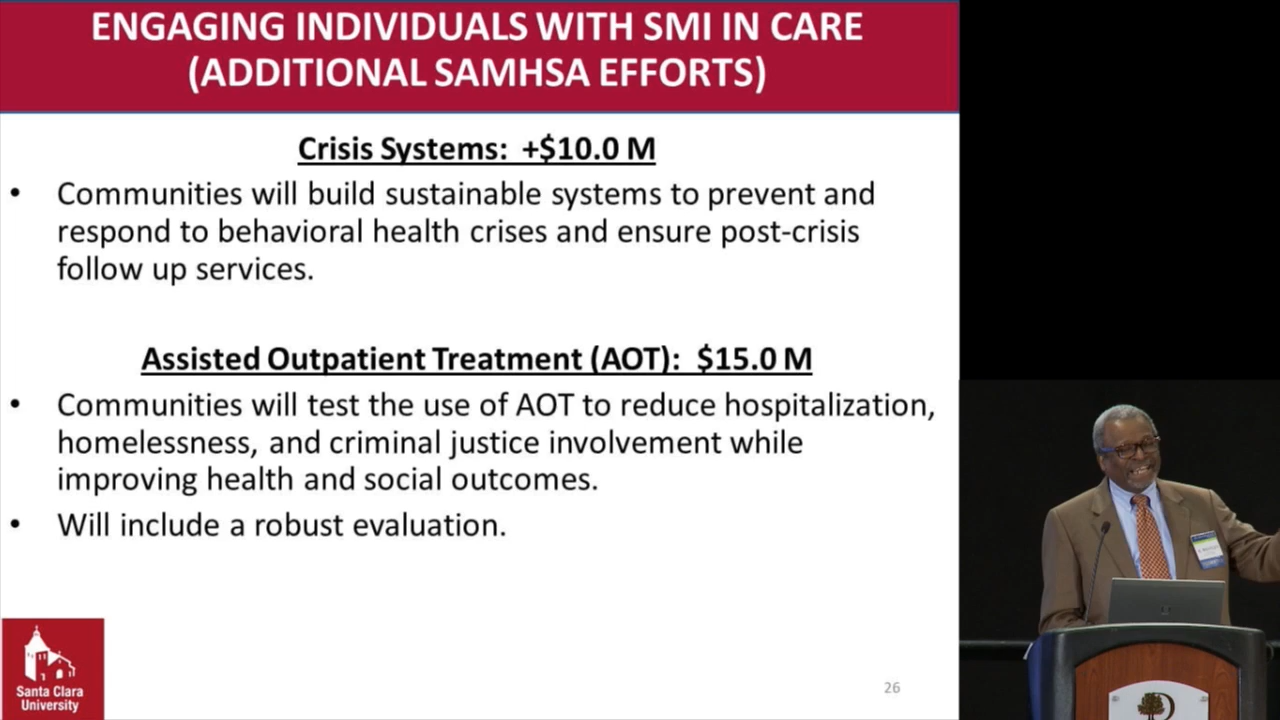 ENGAGING INDIVIDUALS WITH SMI IN CARE
(ADDITIONAL SAMHSA EFFORTS)
Crisis Systems: +$10.0 M
• Communities will build sustainable systems to prevent and
respond to behavioral health crises and ensure post-crisis
follow up services.
Assisted Outpatient Treatment (AOT): $15.0 M
• Communities will test the use of AOT to reduce hospitalization,
homelessness, and criminal justice involvement while
improving health and social outcomes.
• Will include a robust evaluation.
Santa Clara
University
26